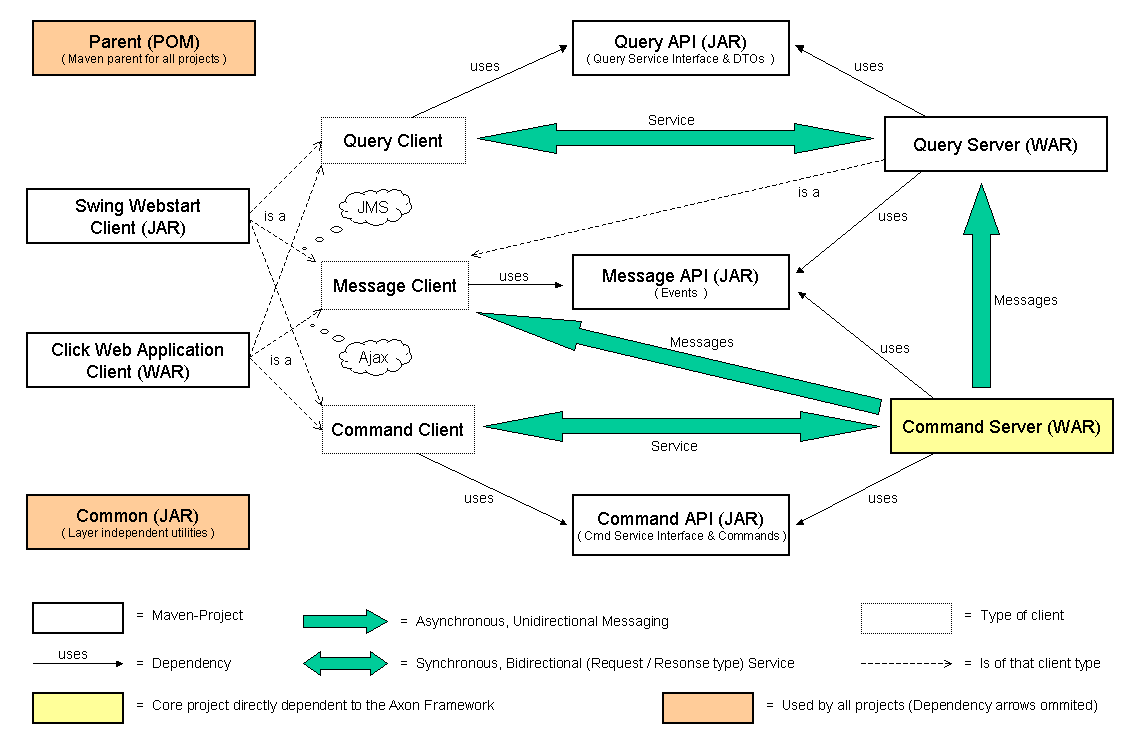 Parent (POM)
( Maven parent for all projects )
Query API (JAR)
( Query Service Interface & DTOs )
uses
uses
Query Client
Service
Query Server (WAR)
Swing Webstart
Client (JAR)
is a
JMS
is a
uses
Message Client
uses
Message API (JAR)
( Events )
Messages
Click Web Application
Client (WAR)
is a
Ajax
Messages
uses
Command Client
Service
Command Server (WAR)
uses
uses
Common (JAR)
( Layer independent utilities )
Command API (JAR)
( Cmd Service Interface & Commands )
= Maven-Project
= Asynchronous, Unidirectional Messaging
= Type of client
uses
= Dependency
= Synchronous, Bidirectional (Request / Resonse type) Service
= Is of that client type
= Core project directly dependent to the Axon Framework
= Used by all projects (Dependency arrows ommited)